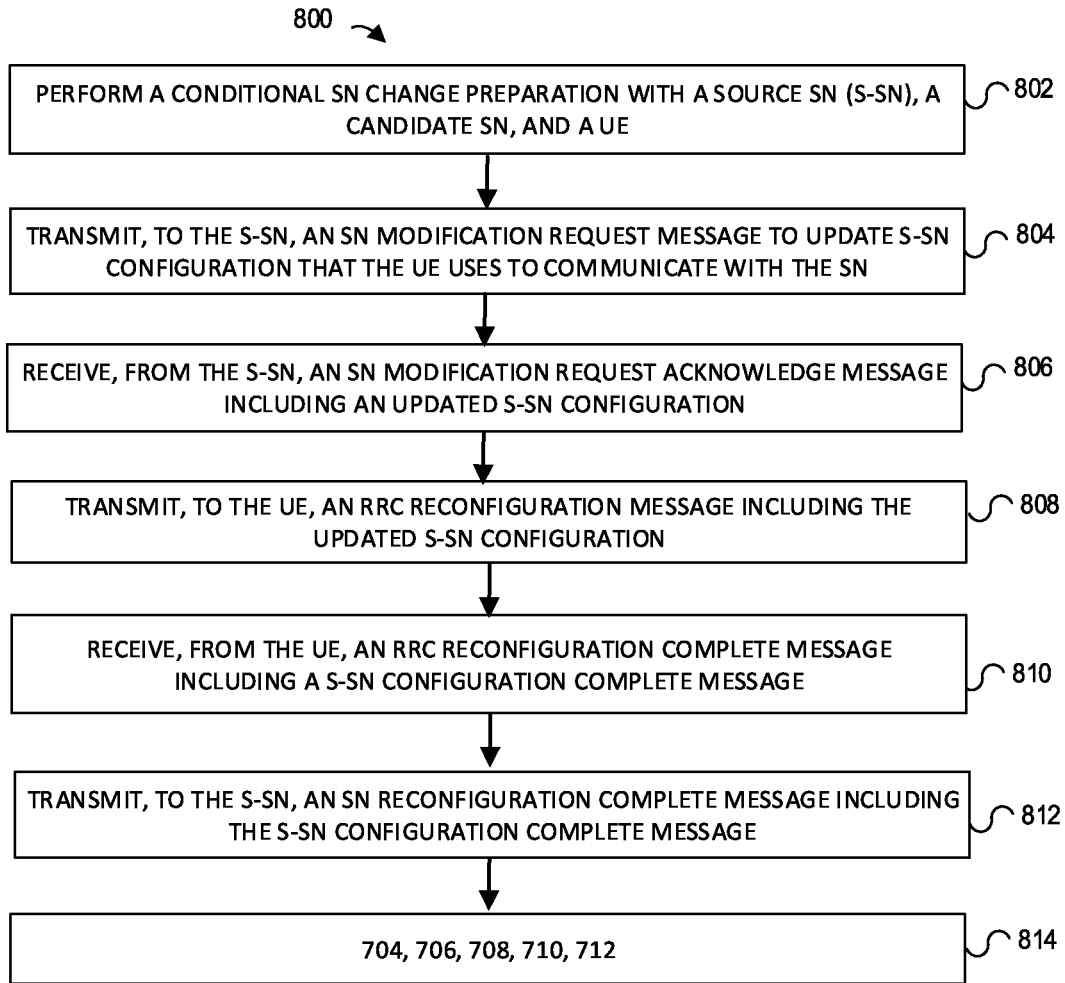 800
PERFORM A CONDITIONAL SN CHANGE PREPARATION WITH A SOURCE SN (S-SN), A
CANDIDATE SN, AND A UE
802
TRANSMIT, TO THE S-SN, AN SN MODIFICATION REQUEST MESSAGE TO UPDATE S-SN
CONFIGURATION THAT THE UE USES TO COMMUNICATE WITH THE SN
804
RECEIVE, FROM THE S-SN, AN SN MODIFICATION REQUEST ACKNOWLEDGE MESSAGE
INCLUDING AN UPDATED S-SN CONFIGURATION
806
TRANSMIT, TO THE UE, AN RRC RECONFIGURATION MESSAGE INCLUDING THE
UPDATED S-SN CONFIGURATION
808
RECEIVE, FROM THE UE, AN RRC RECONFIGURATION COMPLETE MESSAGE
INCLUDING A S-SN CONFIGURATION COMPLETE MESSAGE
810
TRANSMIT, TO THE S-SN, AN SN RECONFIGURATION COMPLETE MESSAGE INCLUDING
THE S-SN CONFIGURATION COMPLETE MESSAGE
812
704, 706, 708, 710, 712
814